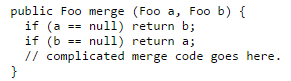 public Foo merge (Foo a, Foo b) {
  if (a == null) return b;
  if (b == null) return a;
  // complicated merge code goes here.
}